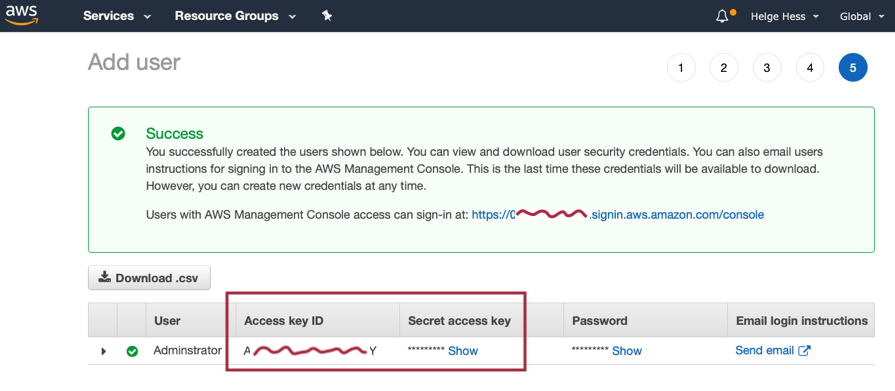 aws Services Resource Groups Helge Hess Global
Add user
1 2 3 4 5
Success
You successfully created the users shown below. You can view and download user security credentials. You can also email users
instructions for signing in to the AWS Management Console. This is the last time these credentials will be available to download.
However, you can create new credentials at any time.
Users with AWS Management Console access can sign-in at: https://0 .signin.aws.amazon.com/console
Download .csv
User Access key ID Secret access key Password Email login instructions
Adminstrator A Y ********* Show ********* Show Send email